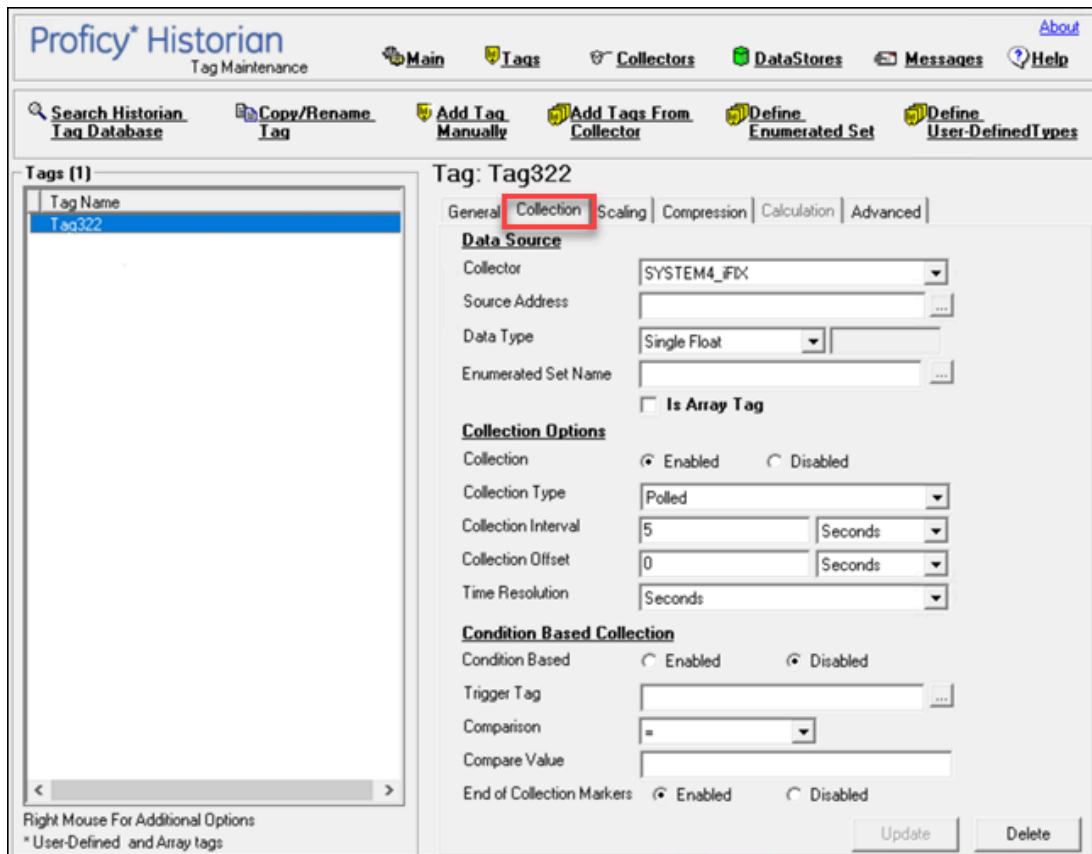 About
Proficy* Historian
Tag Maintenance
Main Tags Collectors DataStores Messages Help
Search Historian Tag Database
Copy/Rename Tag
Add Tag Manually
Add Tags From Collector
Define Enumerated Set
Define User-DefinedTypes
Tags (1)
Tag Name
Tag322
Right Mouse For Additional Options
* User-Defined and Array tags
Tag: Tag322
General Collection Scaling Compression Calculation Advanced
Data Source
Collector SYSTEM4_iFIX
Source Address ...
Data Type Single Float
Enumerated Set Name ...
Is Array Tag
Collection Options
Collection Enabled Disabled
Collection Type Polled
Collection Interval 5 Seconds
Collection Offset 0 Seconds
Time Resolution Seconds
Condition Based Collection
Condition Based Enabled Disabled
Trigger Tag ...
Comparison =
Compare Value
End of Collection Markers Enabled Disabled
Update Delete